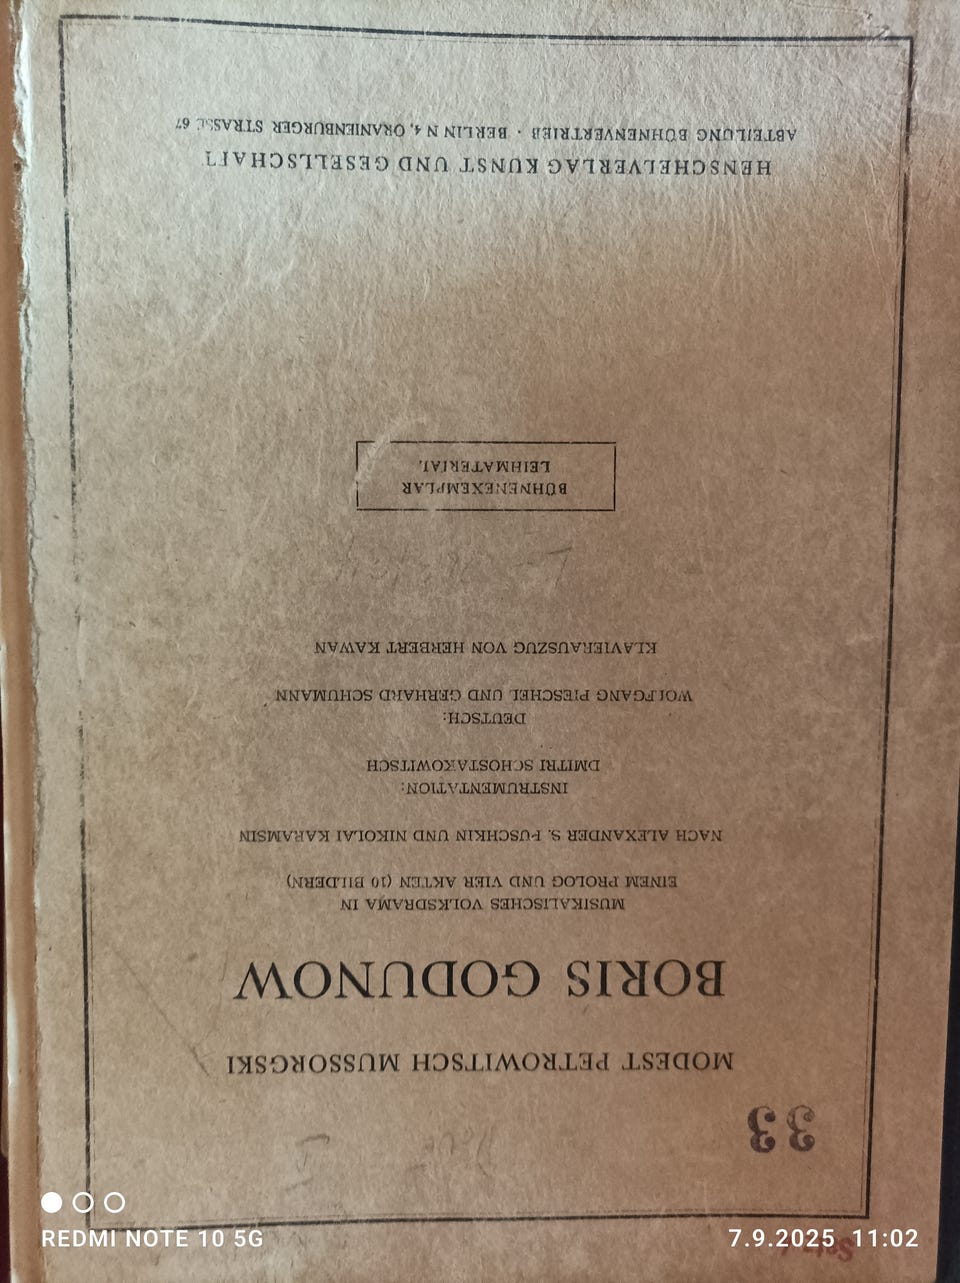 33
MODEST PETROWITSCH MUSSORGSKI
BORIS GODUNOW
MUSIKALISCHES VOLKSDRAMA IN
EINEM PROLOG UND VIER AKTEN (10 BILDERN)
NACH ALEXANDER S. PUSCHKIN UND NIKOLAI KARAMSIN
INSTRUMENTATION:
DMITRI SCHOSTAKOWITSCH
DEUTSCH:
WOLFGANG PIESCHEL UND GERHARD SCHUMANN
KLAVIERAUSZUG VON HERBERT KAWAN
BÜHNENEXEMPLAR
LEIHMATERIAL
HENSCHELVERLAG KUNST UND GESELLSCHAFT
ABTEILUNG BÜHNENVERTRIEB · BERLIN N 4, ORANIENBURGER STRASSE 67
REDMI NOTE 10 5G
7.9.2025 11:02